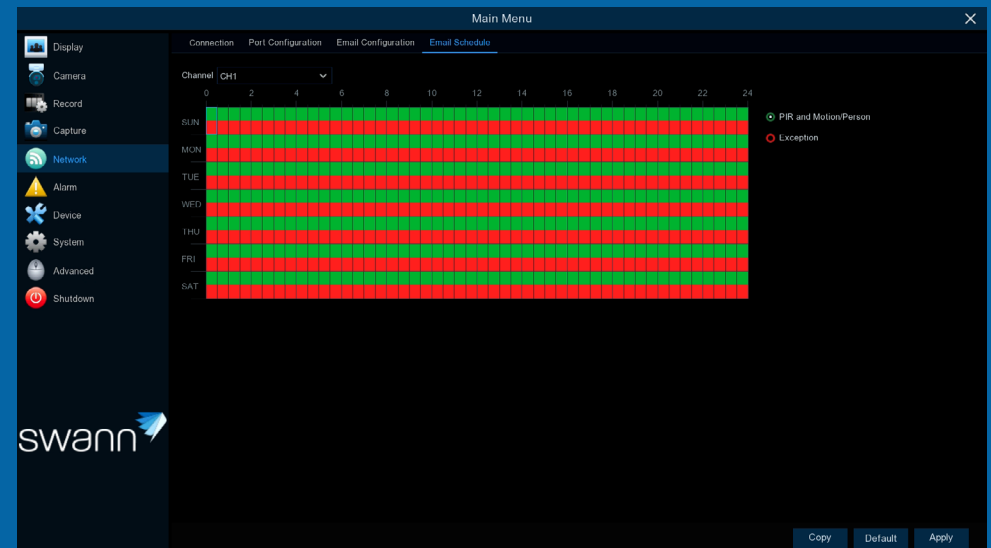 Main Menu
Display
Camera
Record
Capture
Network
Alarm
Device
System
Advanced
Shutdown
swann
Connection Port Configuration Email Configuration Email Schedule
Channel CH1
0 2 4 6 8 10 12 14 16 18 20 22 24
SUN
MON
TUE
WED
THU
FRI
SAT
PIR and Motion/Person
Exception
Copy Default Apply